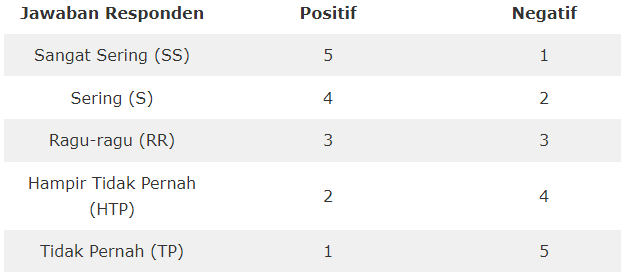 Jawaban Responden Positif Negatif
Sangat Sering (SS) 5 1
Sering (S) 4 2
Ragu-ragu (RR) 3 3
Hampir Tidak Pernah
(HTP) 2 4
Tidak Pernah (TP) 1 5